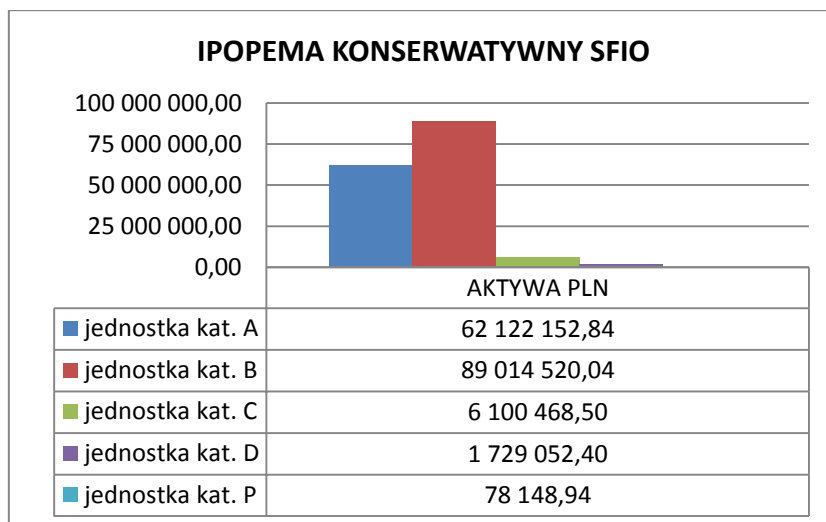 IPOPEMA KONSERWATYWNY SFIO
100 000 000,00
75 000 000,00
50 000 000,00
25 000 000,00
0,00
AKTYWA PLN
jednostka kat. A 62 122 152,84
jednostka kat. B 89 014 520,04
jednostka kat. C 6 100 468,50
jednostka kat. D 1 729 052,40
jednostka kat. P 78 148,94